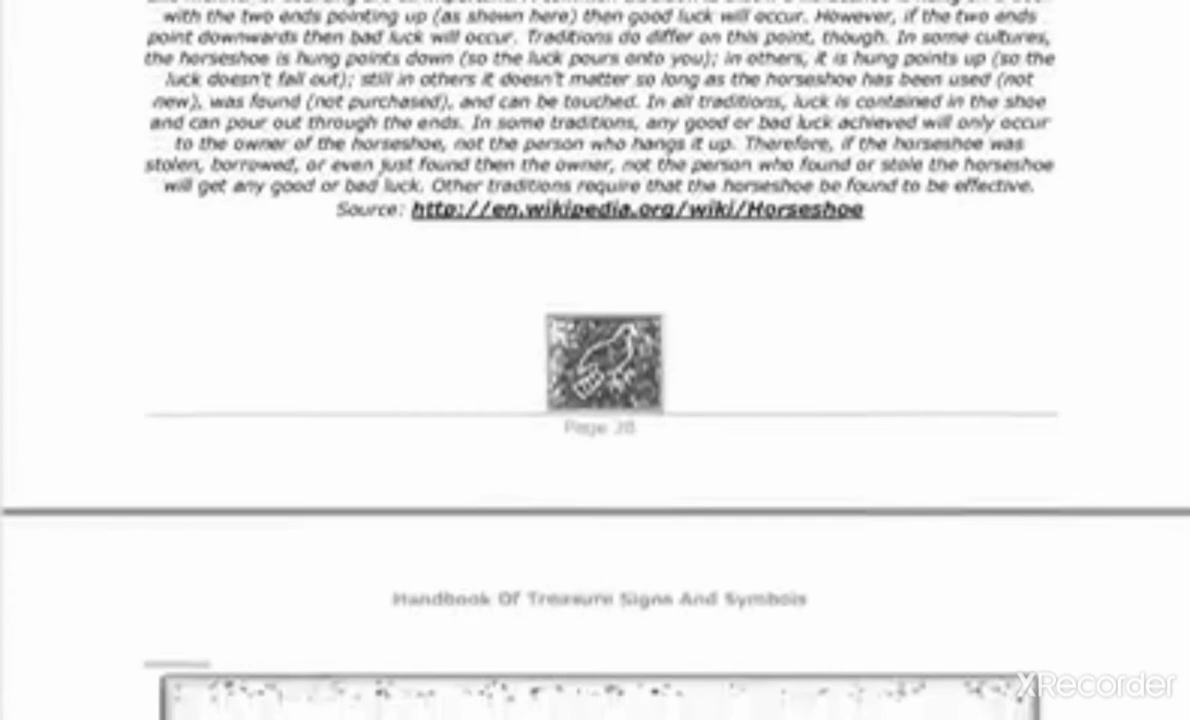 with the two ends pointing up (as shown here) then good luck will occur. However, if the two ends
point downwards then bad luck will occur. Traditions do differ on this point, though. In some cultures,
the horseshoe is hung points down (so the luck pours onto you); in others, it is hung points up (so the
luck doesn't fall out); still in others it doesn't matter so long as the horseshoe has been used (not
new), was found (not purchased), and can be touched. In all traditions, luck is contained in the shoe
and can pour out through the ends. In some traditions, any good or bad luck achieved will only occur
to the owner of the horseshoe, not the person who hangs it up. Therefore, if the horseshoe was
stolen, borrowed, or even just found then the owner, not the person who found or stole the horseshoe
will get any good or bad luck. Other traditions require that the horseshoe be found to be effective.
Source: http://en.wikipedia.org/wiki/Horseshoe
Page 28
Handbook Of Treasure Signs And Symbols
XRecorder